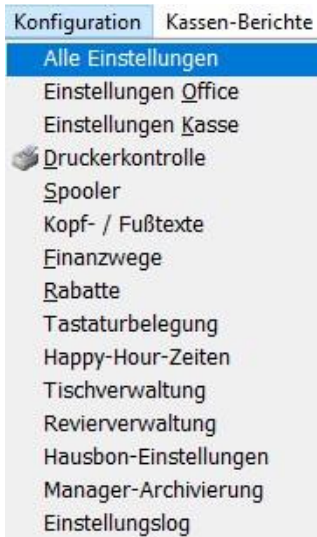 Konfiguration Kassen-Berichte
Alle Einstellungen
Einstellungen Office
Einstellungen Kasse
Druckerkontrolle
Spooler
Kopf- / Fußtexte
Finanzwege
Rabatte
Tastaturbelegung
Happy-Hour-Zeiten
Tischverwaltung
Revierverwaltung
Hausbon-Einstellungen
Manager-Archivierung
Einstellungslog